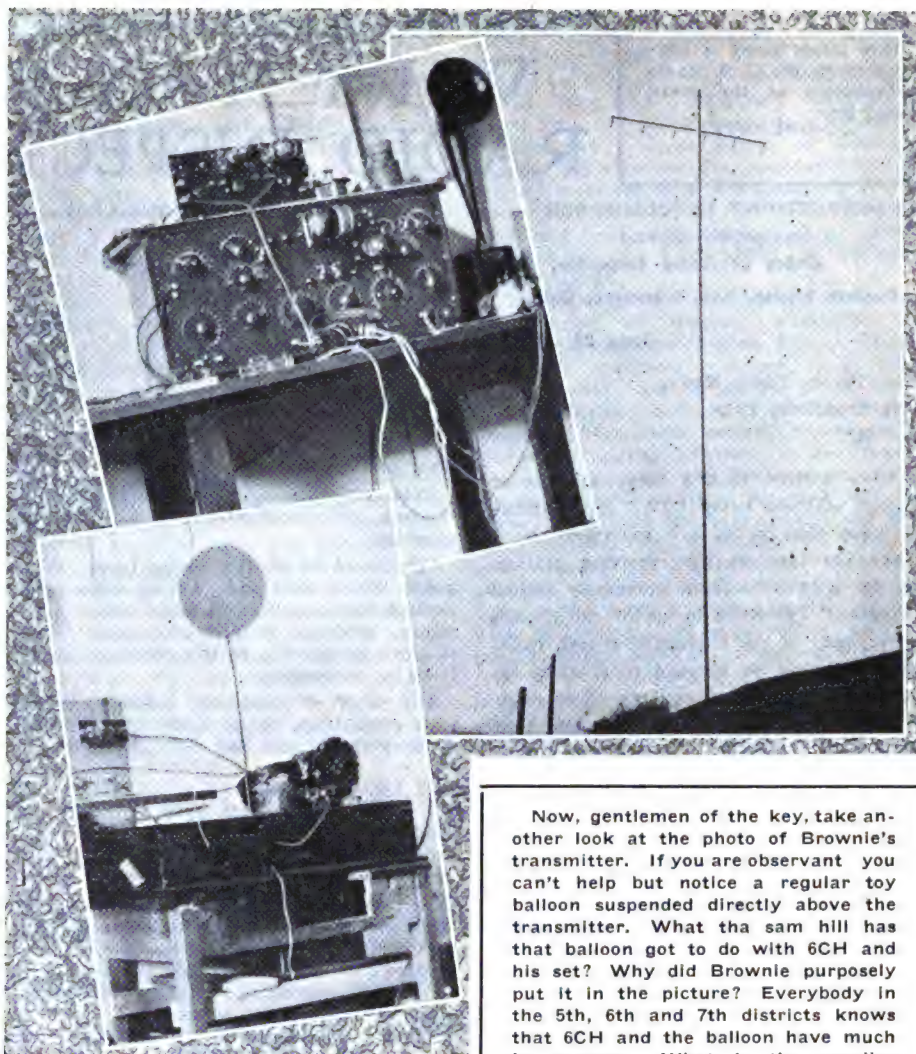 Now, gentlemen of the key, take an-
other look at the photo of Brownie's
transmitter. If you are observant you
can't help but notice a regular toy
balloon suspended directly above the
transmitter. What tha sam hill has
that balloon got to do with 6CH and
his set? Why did Brownie purposely
put it in the picture? Everybody in
the 5th, 6th and 7th districts knows
that 6CH and the balloon have much